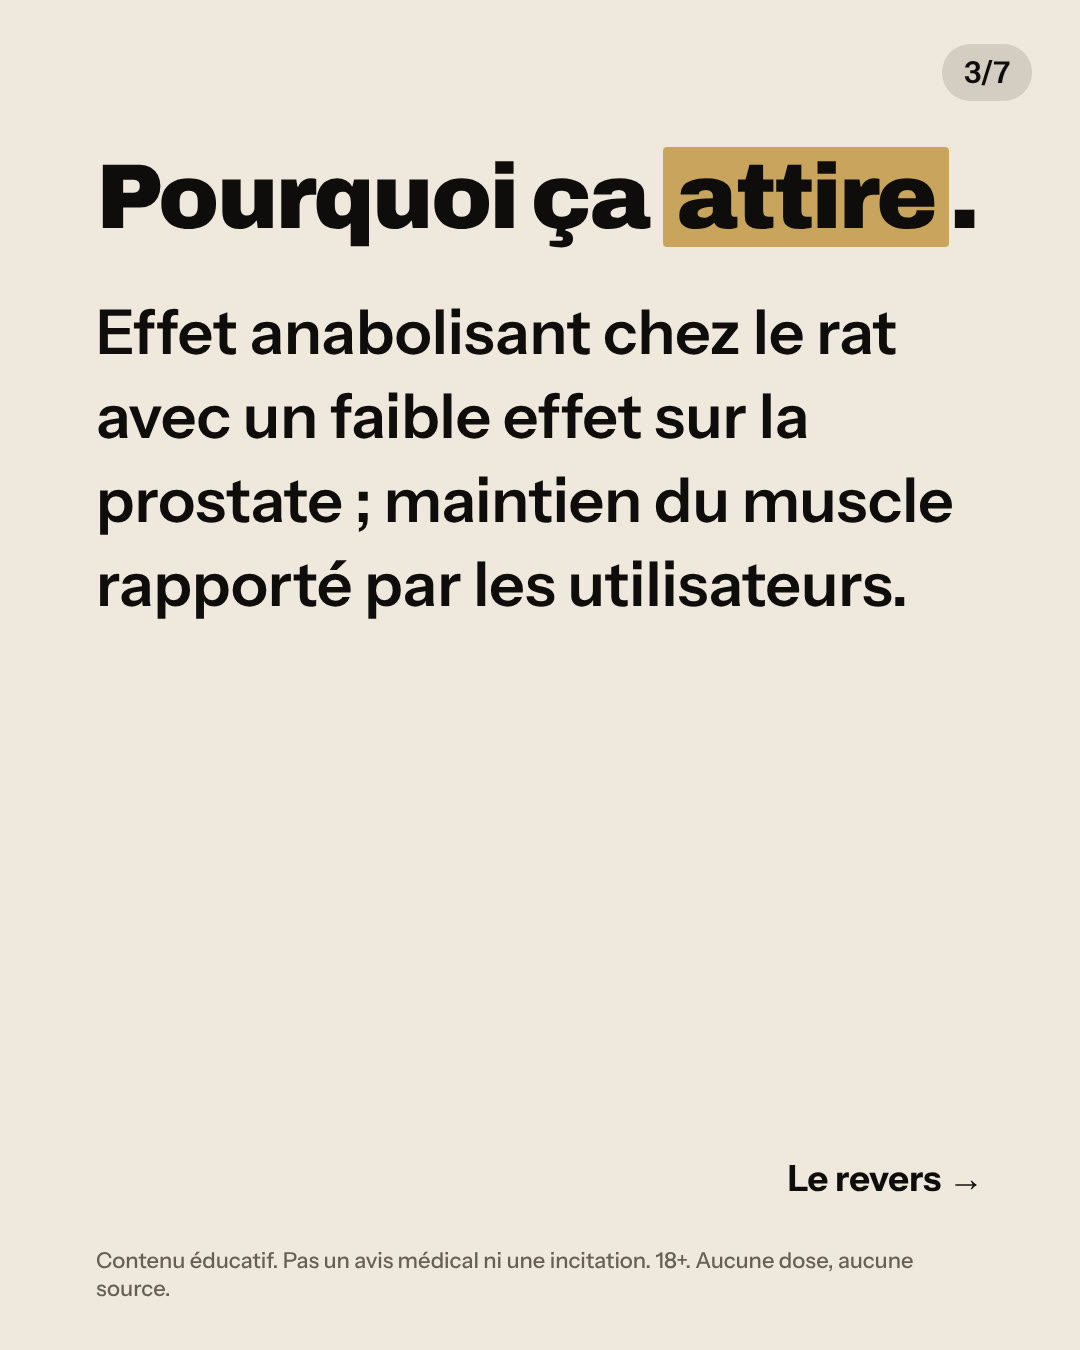 3/7
Pourquoi ça attire.
Effet anabolisant chez le rat
avec un faible effet sur la
prostate ; maintien du muscle
rapporté par les utilisateurs.
Le revers →
Contenu éducatif. Pas un avis médical ni une incitation. 18+. Aucune dose, aucune
source.